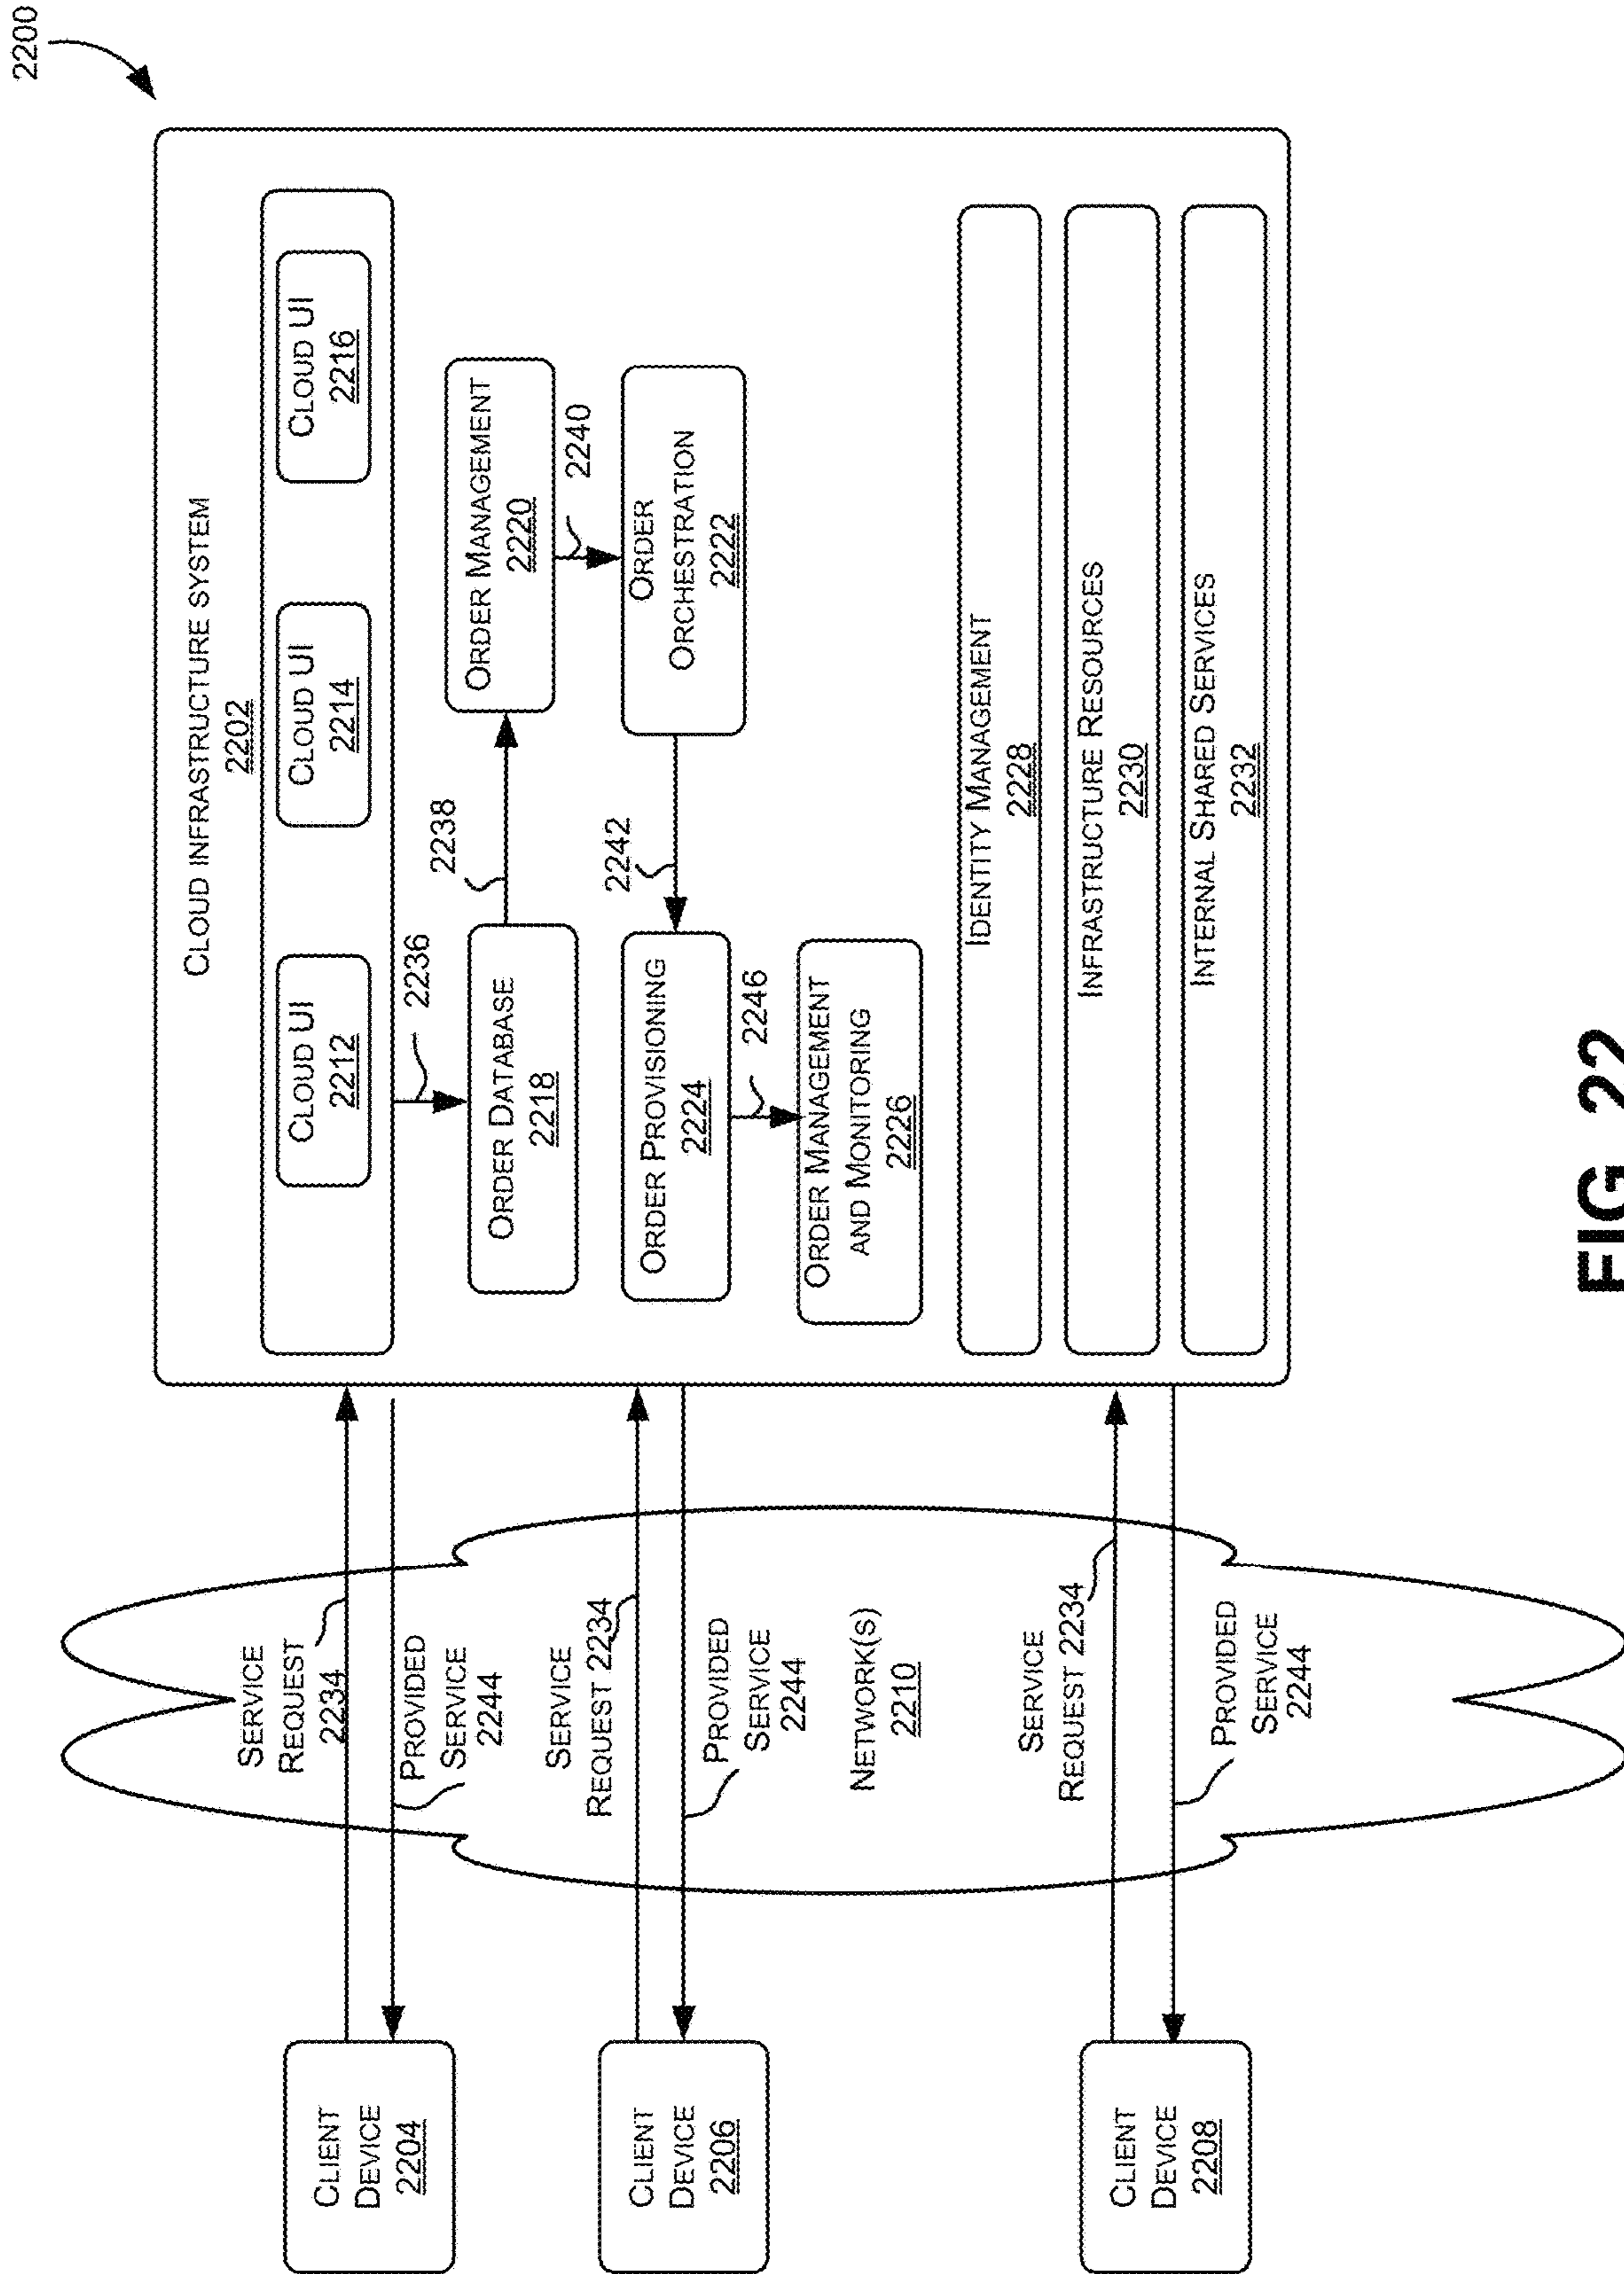 2200
CLOUD INFRASTRUCTURE SYSTEM
2202
CLOUD UI
2212
CLOUD UI
2214
CLOUD UI
2216
2236
ORDER DATABASE
2218
2238
ORDER MANAGEMENT
2220
2240
ORDER
ORCHESTRATION
2222
2242
ORDER PROVISIONING
2224
2246
ORDER MANAGEMENT
AND MONITORING
2226
IDENTITY MANAGEMENT
2228
INFRASTRUCTURE RESOURCES
2230
INTERNAL SHARED SERVICES
2232
CLIENT
DEVICE
2204
SERVICE
REQUEST
2234
PROVIDED
SERVICE
2244
CLIENT
DEVICE
2206
SERVICE
REQUEST 2234
PROVIDED
SERVICE
2244
NETWORK(S)
2210
CLIENT
DEVICE
2208
SERVICE
REQUEST 2234
PROVIDED
SERVICE
2244
FIG. 22